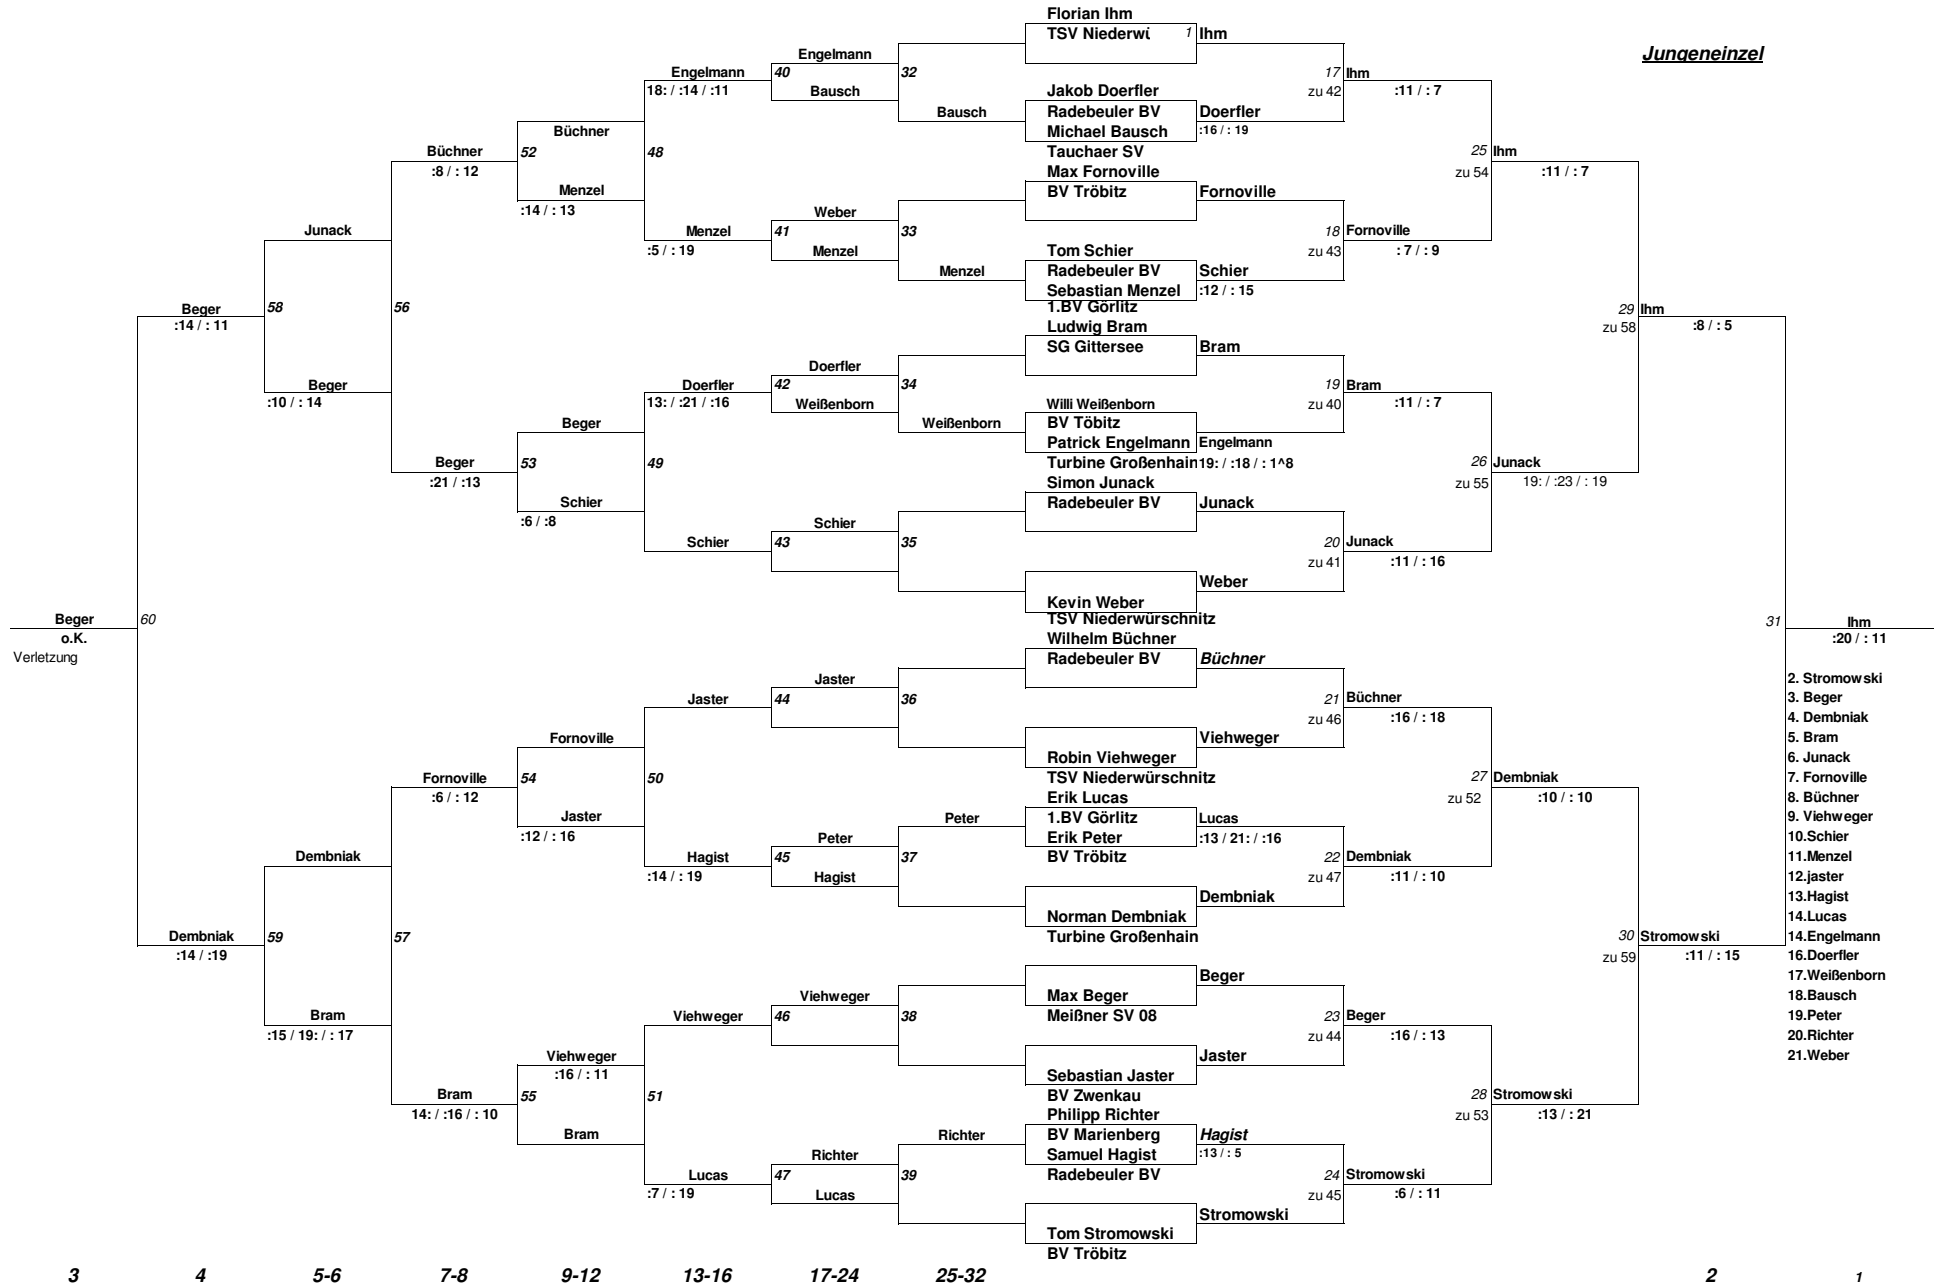 Jungeneinzel
Florian Ihm
TSV Niederwü
1 Ihm
Engelmann
32
17 Ihm
Engelmann 40
18: / :14 / :11
Bausch
Jakob Doerfler
zu 42
:11 / : 7
Bausch
Radebeuler BV
Doerfler
Büchner
Michael Bausch
:16 / : 19
Büchner 52
48
Tauchaer SV
25 Ihm
:8 / : 12
Max Fornoville
zu 54
:11 / : 7
Menzel
BV Tröbitz
Fornoville
:14 / : 13
Weber
Junack
Menzel 41
33
18 Fornoville
:5 / : 19
Menzel
Tom Schier
zu 43
: 7 / : 9
Menzel
Radebeuler BV
Schier
Sebastian Menzel
:12 / : 15
Beger 58
56
1.BV Görlitz
29 Ihm
:14 / : 11
Ludwig Bram
zu 58
:8 / : 5
SG Gittersee
Bram
Doerfler
Beger
Doerfler 42
34
19 Bram
:10 / : 14
13: / :21 / :16
Weißenborn
Willi Weißenborn
zu 40
:11 / : 7
Beger
Weißenborn
BV Töbitz
Patrick Engelmann
Engelmann
Beger 53
49
Turbine Großenhain
19: / :18 / : 1^8
26 Junack
:21 / :13
Simon Junack
zu 55
19: / :23 / : 19
Schier
Radebeuler BV
Junack
:6 / :8
Schier
Schier 43
35
20 Junack
zu 41
:11 / : 16
Weber
Kevin Weber
Beger 60
TSV Niederwürschnitz
31 Ihm
o.K.
Wilhelm Büchner
:20 / : 11
Verletzung
Radebeuler BV
Büchner
Jaster
2. Stromowski
Jaster 44
36
21 Büchner
3. Beger
zu 46
:16 / : 18
4. Dembniak
Fornoville
Viehweger
5. Bram
Robin Viehweger
6. Junack
Fornoville 54
50
TSV Niederwürschnitz
27 Dembniak
7. Fornoville
:6 / : 12
Erik Lucas
zu 52
:10 / : 10
8. Büchner
Jaster
Peter
1.BV Görlitz
Lucas
9. Viehweger
:12 / : 16
Peter
Erik Peter
:13 / 21: / :16
10.Schier
Dembniak
Hagist 45
37
BV Tröbitz
22 Dembniak
11.Menzel
:14 / : 19
Hagist
zu 47
:11 / : 10
12.jaster
Dembniak
13.Hagist
Norman Dembniak
14.Lucas
Dembniak 59
57
Turbine Großenhain
30 Stromowski
14.Engelmann
:14 / :19
zu 59
:11 / : 15
16.Doerfler
Beger
17.Weißenborn
Viehweger
Max Beger
18.Bausch
Bram
Viehweger 46
38
Meißner SV 08
23 Beger
19.Peter
:15 / 19: / : 17
zu 44
:16 / : 13
20.Richter
Viehweger
Jaster
21.Weber
:16 / : 11
Sebastian Jaster
Bram 55
51
BV Zwenkau
28 Stromowski
14: / :16 / : 10
Philipp Richter
zu 53
:13 / : 21
Bram
Richter
BV Marienberg
Hagist
Richter
Samuel Hagist
:13 / : 5
Lucas 47
39
Radebeuler BV
24 Stromowski
:7 / : 19
Lucas
zu 45
:6 / : 11
Stromowski
Tom Stromowski
BV Tröbitz
3 4 5-6 7-8 9-12 13-16 17-24 25-32 2 1